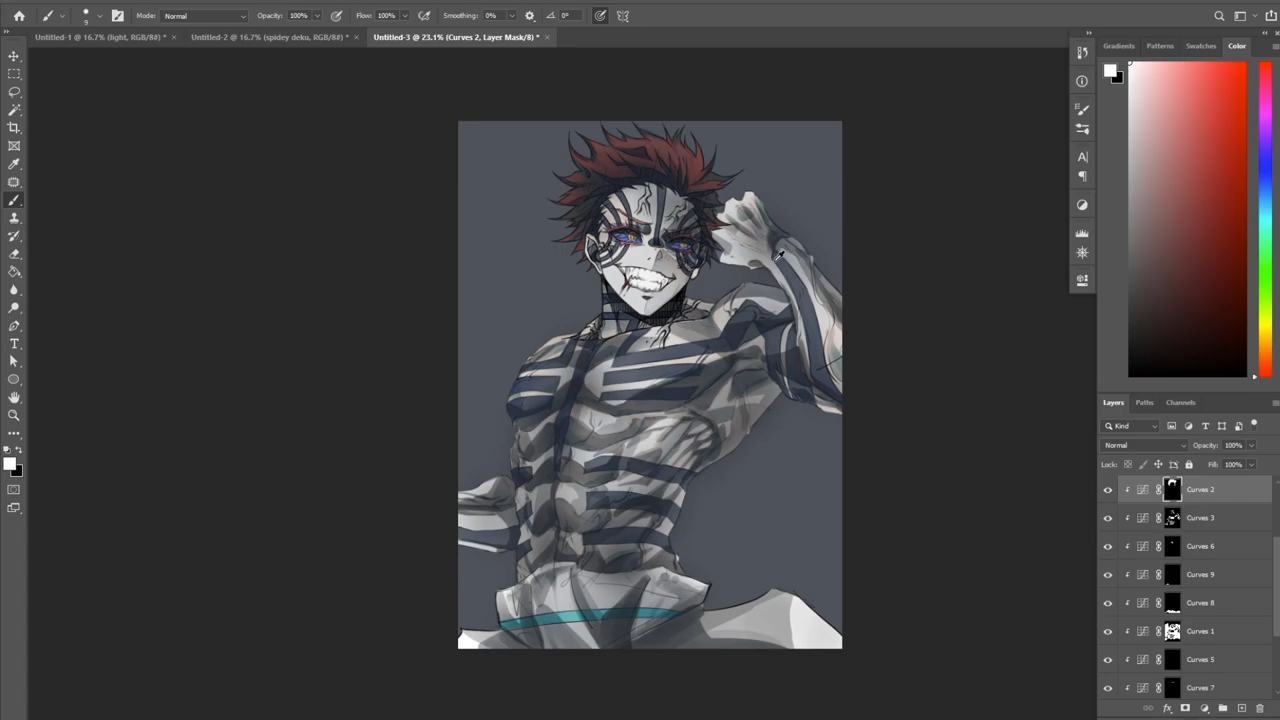 9
Mode: Normal Opacity: 100% Flow: 100% Smoothing: 0% 0°
Untitled-1 @ 16.7% (light, RGB/8#) * × Untitled-2 @ 16.7% (spidey deku, RGB/8#) * × Untitled-3 @ 23.1% (Curves 2, Layer Mask/8) * ×
Gradients Patterns Swatches Color
Layers Paths Channels
Kind
Normal Opacity: 100%
Lock: Fill: 100%
Curves 2
Curves 3
Curves 6
Curves 9
Curves 8
Curves 1
Curves 5
Curves 7